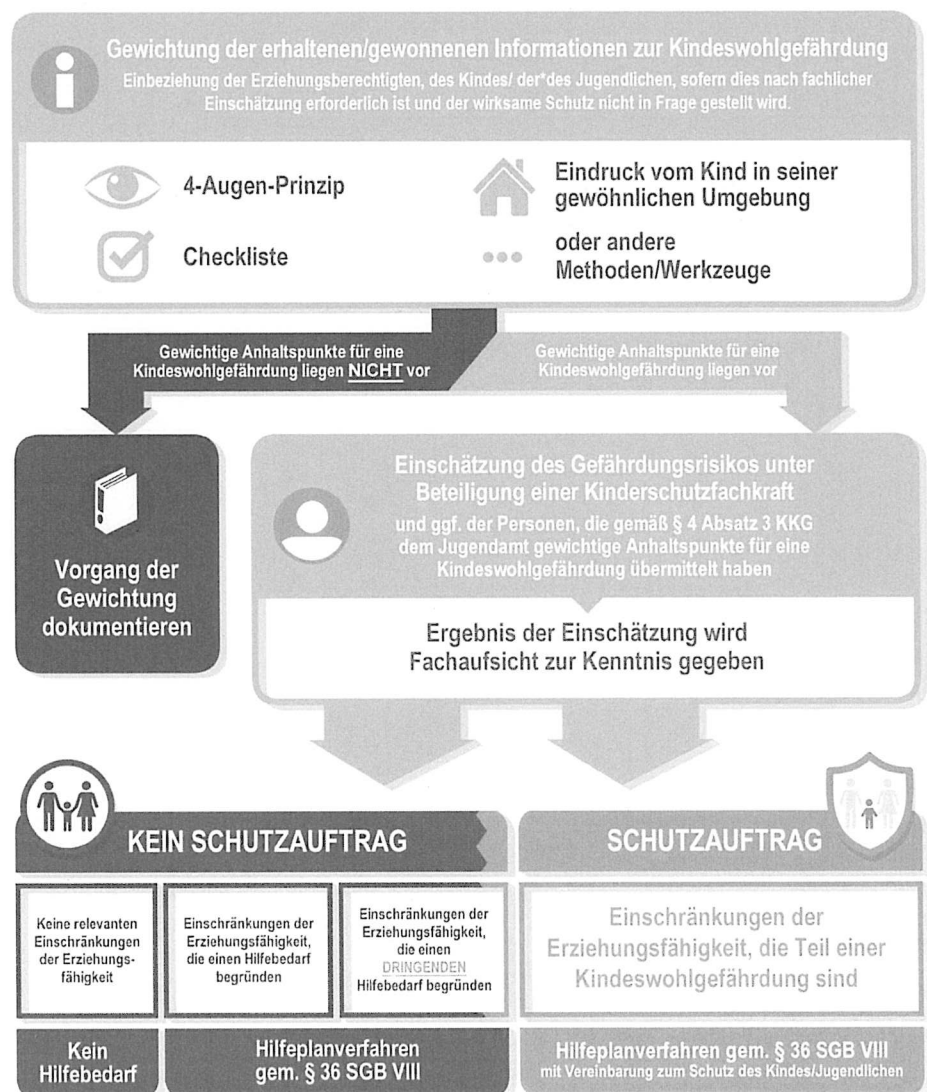 Gewichtung der erhaltenen/gewonnenen Informationen zur Kindeswohlgefährdung
Einbeziehung der Erziehungsberechtigten, des Kindes/ der*des Jugendlichen, sofern dies nach fachlicher
Einschätzung erforderlich ist und der wirksame Schutz nicht in Frage gestellt wird.
4-Augen-Prinzip
Eindruck vom Kind in seiner
gewöhnlichen Umgebung
Checkliste
oder andere
Methoden/Werkzeuge
Gewichtige Anhaltspunkte für eine
Kindeswohlgefährdung liegen NICHT vor
Gewichtige Anhaltspunkte für eine
Kindeswohlgefährdung liegen vor
Vorgang der
Gewichtung
dokumentieren
Einschätzung des Gefährdungsrisikos unter
Beteiligung einer Kinderschutzfachkraft
und ggf. der Personen, die gemäß § 4 Absatz 3 KKG
dem Jugendamt gewichtige Anhaltspunkte für eine
Kindeswohlgefährdung übermittelt haben
Ergebnis der Einschätzung wird
Fachaufsicht zur Kenntnis gegeben
KEIN SCHUTZAUFTRAG
Keine relevanten
Einschränkungen
der Erziehungs-
fähigkeit
Einschränkungen der
Erziehungsfähigkeit,
die einen Hilfebedarf
begründen
Einschränkungen der
Erziehungsfähigkeit,
die einen
DRINGENDEN
Hilfebedarf begründen
Kein
Hilfebedarf
Hilfeplanverfahren
gem. § 36 SGB VIII
SCHUTZAUFTRAG
Einschränkungen der
Erziehungsfähigkeit, die Teil einer
Kindeswohlgefährdung sind
Hilfeplanverfahren gem. § 36 SGB VIII
mit Vereinbarung zum Schutz des Kindes/Jugendlichen